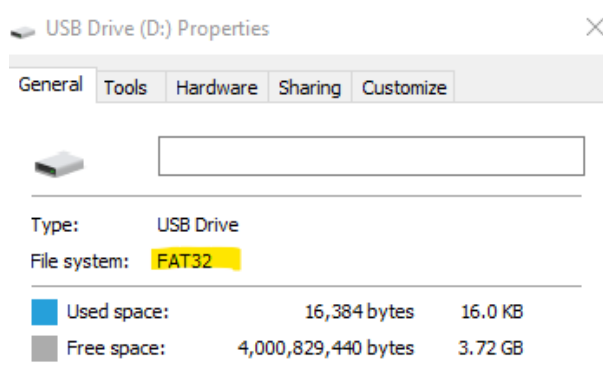 USB Drive (D:) Properties
General Tools Hardware Sharing Customize
Type: USB Drive
File system: FAT32
Used space: 16,384 bytes 16.0 KB
Free space: 4,000,829,440 bytes 3.72 GB